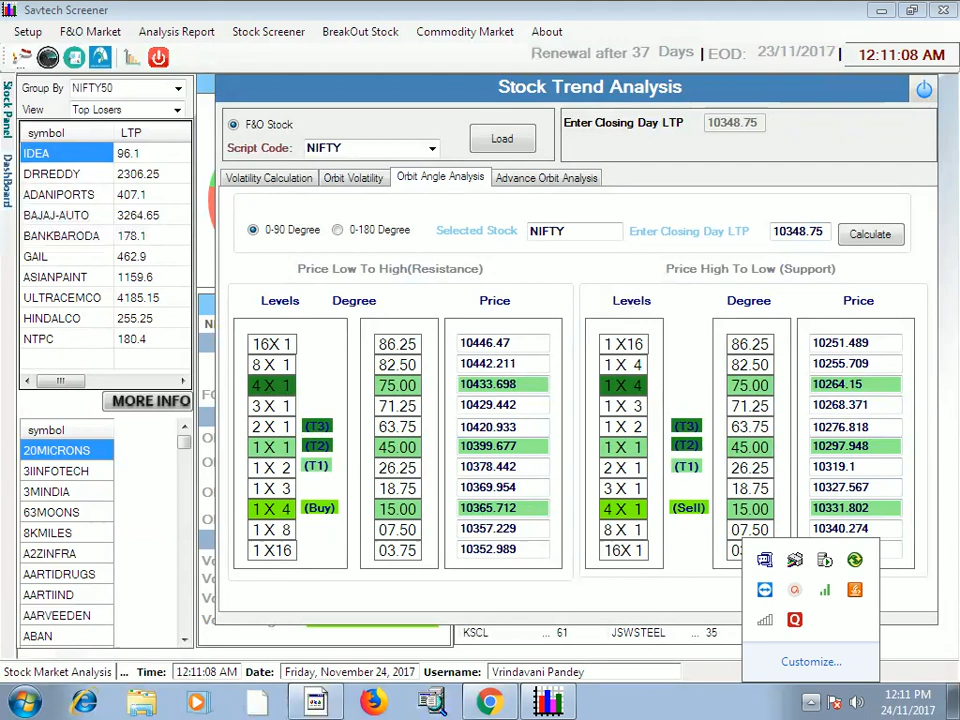 Savtech Screener
Setup F&O Market Analysis Report Stock Screener BreakOut Stock Commodity Market About
Renewal after 37 Days | EOD: 23/11/2017 | 12:11:08 AM
Stock Panel
DashBoard
Group By NIFTY50
View Top Losers
symbol LTP
IDEA 96.1
DRREDDY 2306.25
ADANIPORTS 407.1
BAJAJ-AUTO 3264.65
BANKBARODA 178.1
GAIL 462.9
ASIANPAINT 1159.6
ULTRACEMCO 4185.15
HINDALCO 255.25
NTPC 180.4
MORE INFO
symbol
20MICRONS
3IINFOTECH
3MINDIA
63MOONS
8KMILES
A2ZINFRA
AARTIDRUGS
AARTIIND
AARVEEDEN
ABAN
Stock Trend Analysis
F&O Stock
Script Code: NIFTY
Load
Enter Closing Day LTP 10348.75
Volatility Calculation Orbit Volatility Orbit Angle Analysis Advance Orbit Analysis
0-90 Degree 0-180 Degree Selected Stock NIFTY Enter Closing Day LTP 10348.75 Calculate
Price Low To High(Resistance) Price High To Low (Support)
Levels Degree Price Levels Degree Price
16X 1 86.25 10446.47 1 X16 86.25 10251.489
8 X 1 82.50 10442.211 1 X 4 82.50 10255.709
4 X 1 75.00 10433.698 1 X 4 75.00 10264.15
3 X 1 71.25 10429.442 1 X 3 71.25 10268.371
2 X 1 (T3) 63.75 10420.933 1 X 2 (T3) 63.75 10276.818
1 X 1 (T2) 45.00 10399.677 1 X 1 (T2) 45.00 10297.948
1 X 2 (T1) 26.25 10378.442 2 X 1 (T1) 26.25 10319.1
1 X 3 18.75 10369.954 3 X 1 18.75 10327.567
1 X 4 (Buy) 15.00 10365.712 4 X 1 (Sell) 15.00 10331.802
1 X 8 07.50 10357.229 8 X 1 07.50 10340.274
1 X16 03.75 10352.989 16X 1
KSCL ... 61 JSWSTEEL ... 35
Customize...
Stock Market Analysis ... Time: 12:11:08 AM Date: Friday, November 24, 2017 Username: Vrindavani Pandey
12:11 PM
24/11/2017